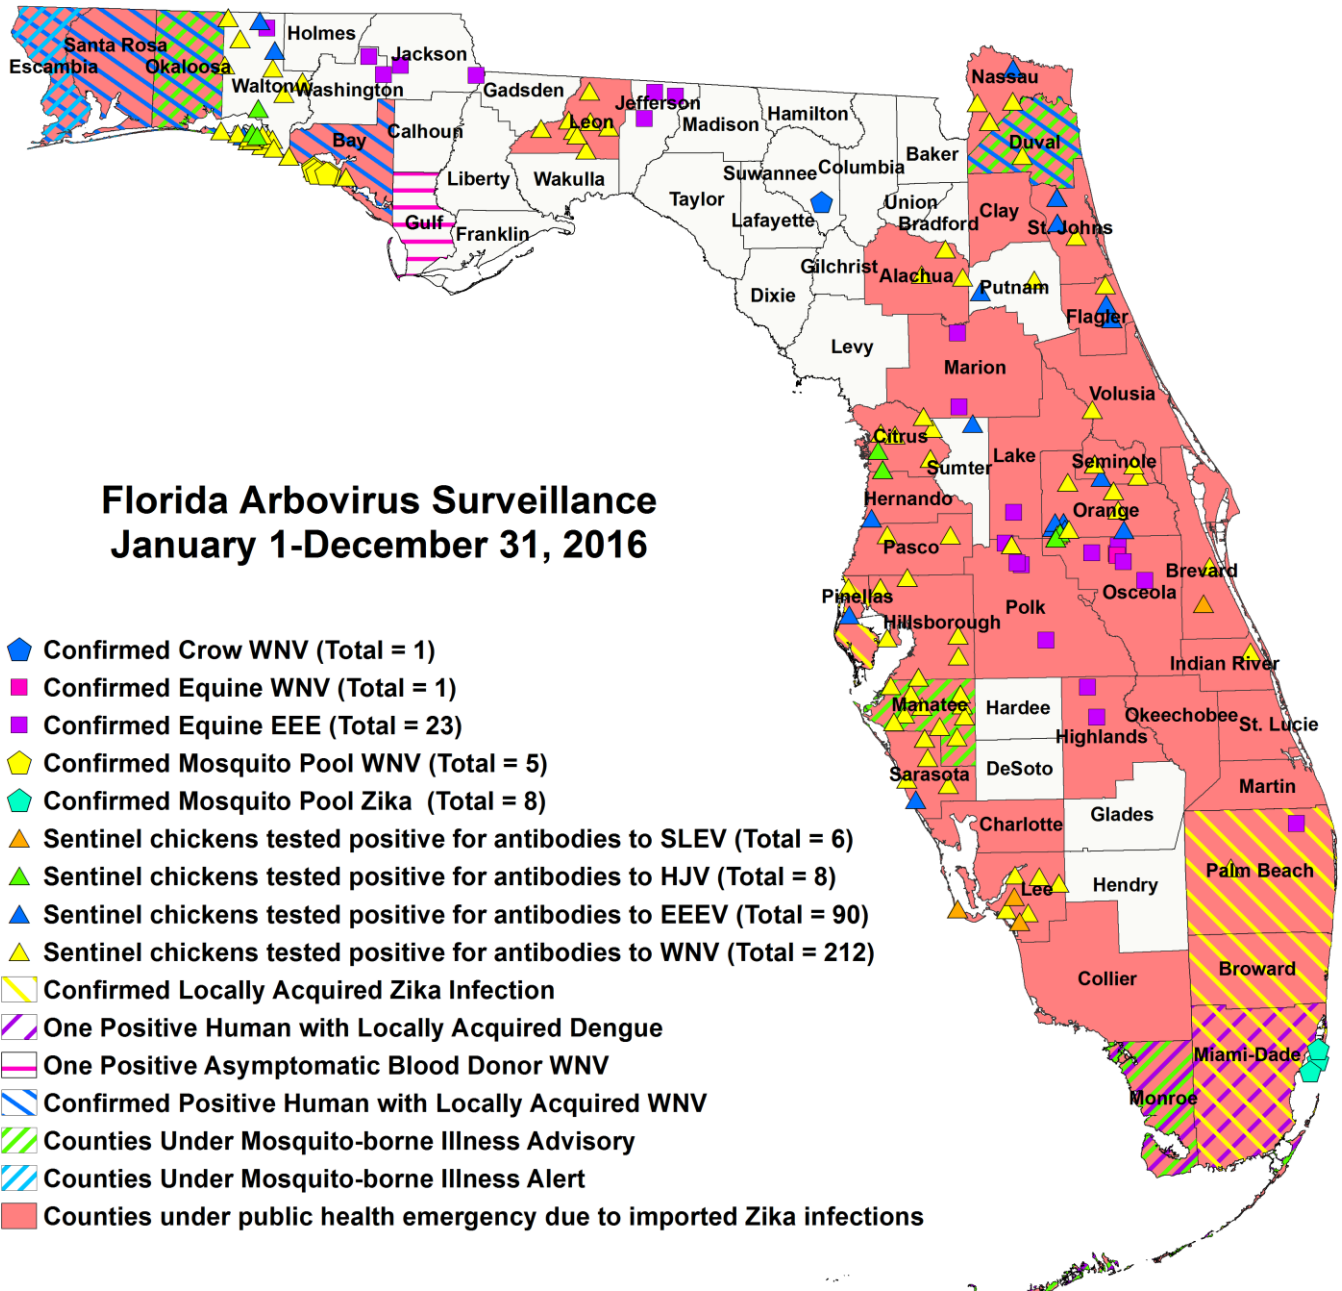 Florida Arbovirus Surveillance
January 1-December 31, 2016
Confirmed Crow WNV (Total = 1)
Confirmed Equine WNV (Total = 1)
Confirmed Equine EEE (Total = 23)
Confirmed Mosquito Pool WNV (Total = 5)
Confirmed Mosquito Pool Zika (Total = 8)
Sentinel chickens tested positive for antibodies to SLEV (Total = 6)
Sentinel chickens tested positive for antibodies to HJV (Total = 8)
Sentinel chickens tested positive for antibodies to EEEV (Total = 90)
Sentinel chickens tested positive for antibodies to WNV (Total = 212)
Confirmed Locally Acquired Zika Infection
One Positive Human with Locally Acquired Dengue
One Positive Asymptomatic Blood Donor WNV
Confirmed Positive Human with Locally Acquired WNV
Counties Under Mosquito-borne Illness Advisory
Counties Under Mosquito-borne Illness Alert
Counties under public health emergency due to imported Zika infections
Escambia
Santa Rosa
Okaloosa
Walton
Holmes
Washington
Jackson
Bay
Calhoun
Gulf
Gadsden
Liberty
Franklin
Leon
Wakulla
Jefferson
Madison
Taylor
Hamilton
Suwannee
Lafayette
Columbia
Dixie
Gilchrist
Levy
Baker
Union
Bradford
Alachua
Nassau
Duval
Clay
St. Johns
Putnam
Flagler
Marion
Volusia
Citrus
Sumter
Lake
Seminole
Hernando
Orange
Pasco
Pinellas
Hillsborough
Polk
Osceola
Brevard
Indian River
Manatee
Hardee
Highlands
Okeechobee
St. Lucie
Sarasota
DeSoto
Martin
Charlotte
Glades
Lee
Hendry
Palm Beach
Collier
Broward
Miami-Dade
Monroe